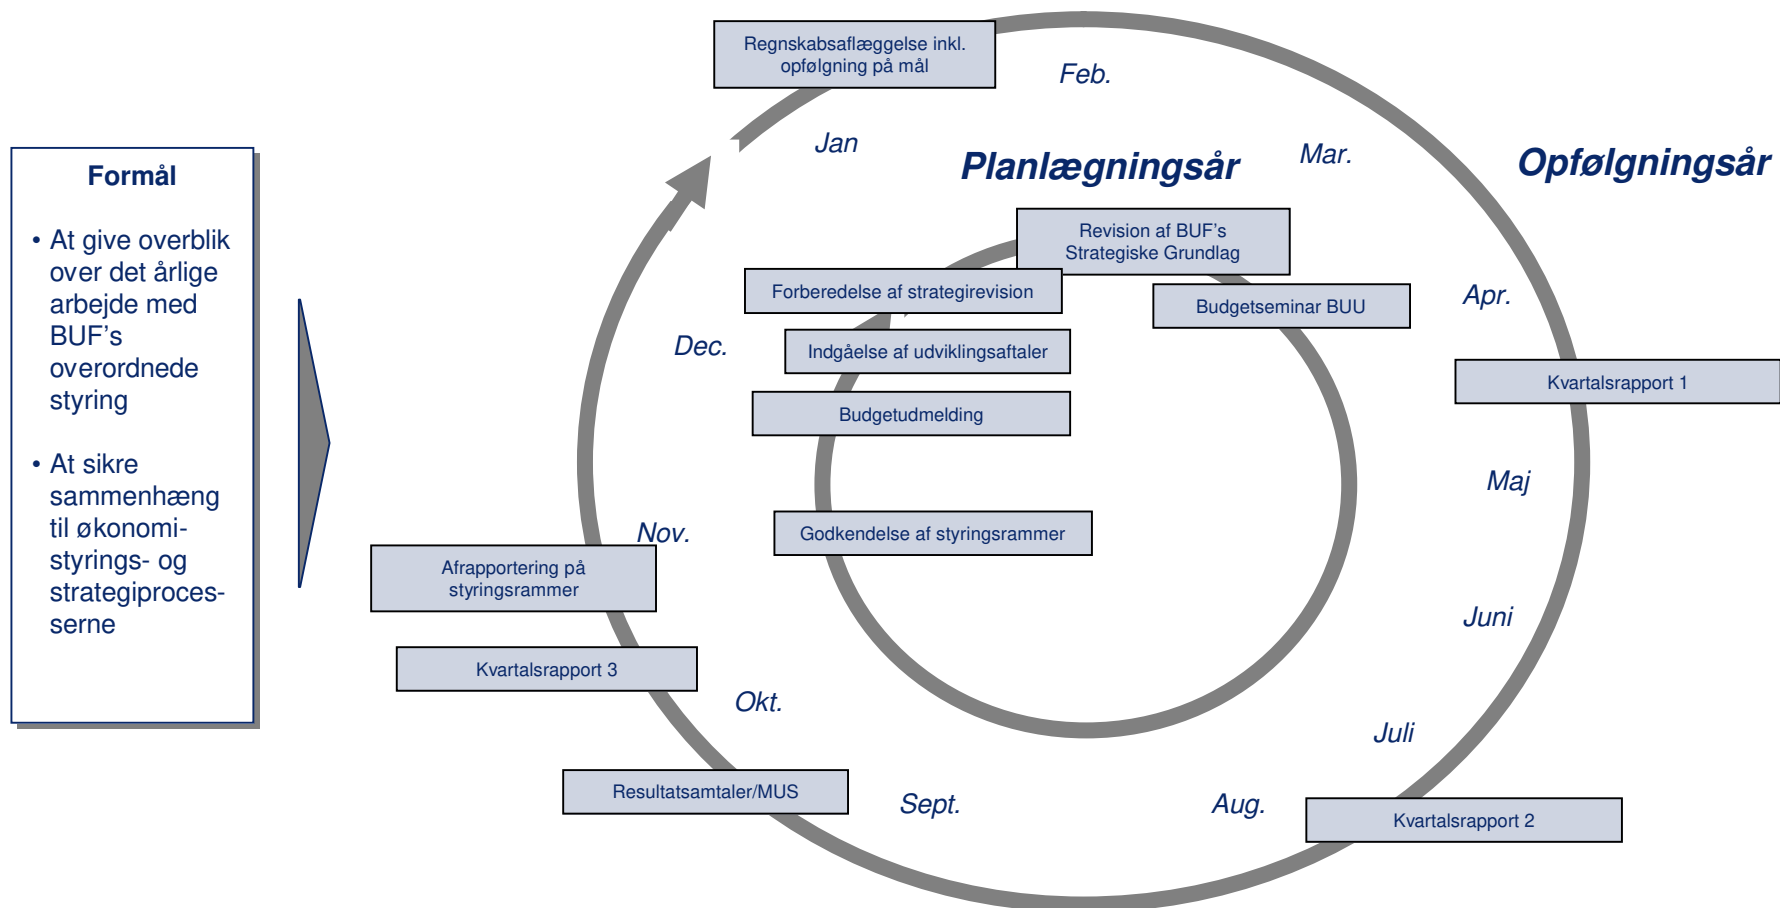 Formål
• At give overblik
over det årlige
arbejde med
BUF's
overordnede
styring
• At sikre
sammenhæng
til økonomi-
styrings- og
strategiproces-
serne
Regnskabsaflæggelse inkl.
opfølgning på mål
Feb.
Jan
Mar.
Planlægningsår
Opfølgningsår
Revision af BUF's
Strategiske Grundlag
Forberedelse af strategirevision
Budgetseminar BUU
Apr.
Dec.
Indgåelse af udviklingsaftaler
Kvartalsrapport 1
Budgetudmelding
Maj
Nov.
Godkendelse af styringsrammer
Afrapportering på
styringsrammer
Juni
Kvartalsrapport 3
Okt.
Juli
Resultatsamtaler/MUS
Sept.
Aug.
Kvartalsrapport 2